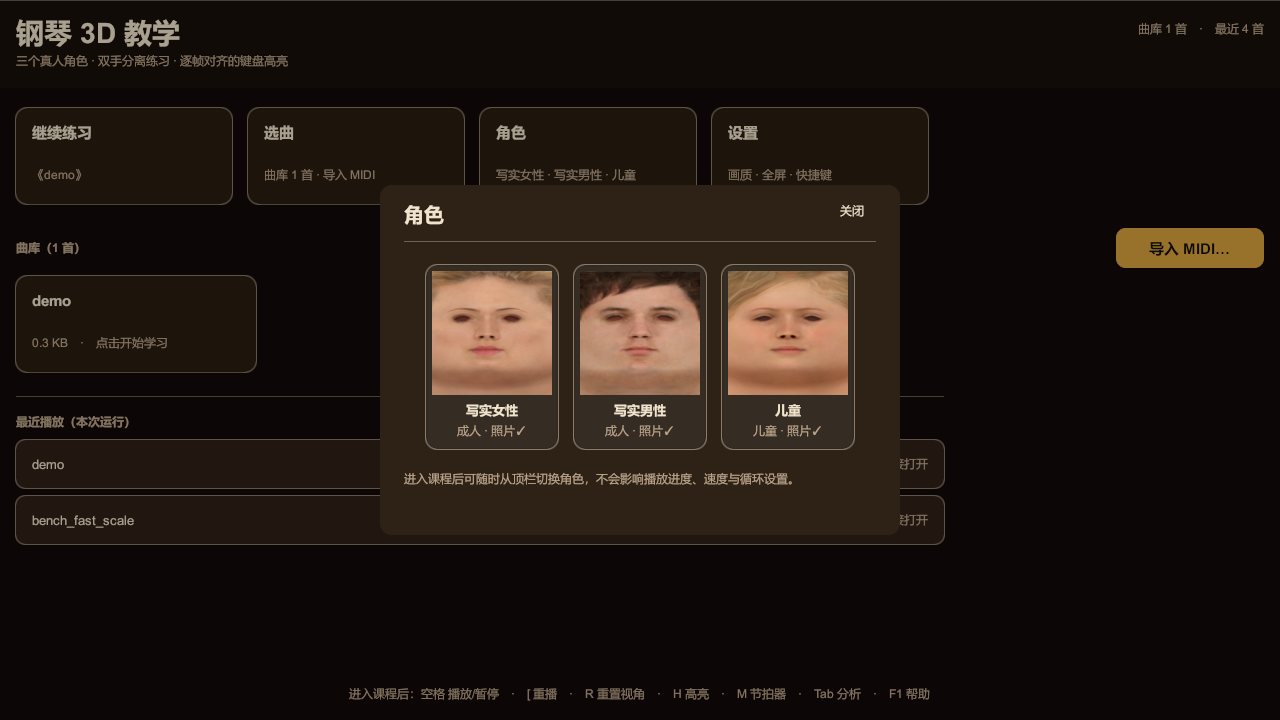 钢琴 3D 教学
曲库 1 首 · 最近 4 首
三个真人角色 · 双手分离练习 · 逐帧对齐的键盘高亮
继续练习
《demo》
选曲
曲库 1 首 · 导入 MIDI
角色
写实女性 · 写实男性 · 儿童
设置
画质 · 全屏 · 快捷键
角色
关闭
写实女性
成人 · 照片✓
写实男性
成人 · 照片✓
儿童
儿童 · 照片✓
进入课程后可随时从顶栏切换角色，不会影响播放进度、速度与循环设置。
曲库（1 首）
导入 MIDI…
demo
0.3 KB · 点击开始学习
最近播放（本次运行）
demo
打开
bench_fast_scale
打开
进入课程后：空格 播放/暂停 · [ 重播 · R 重置视角 · H 高亮 · M 节拍器 · Tab 分析 · F1 帮助